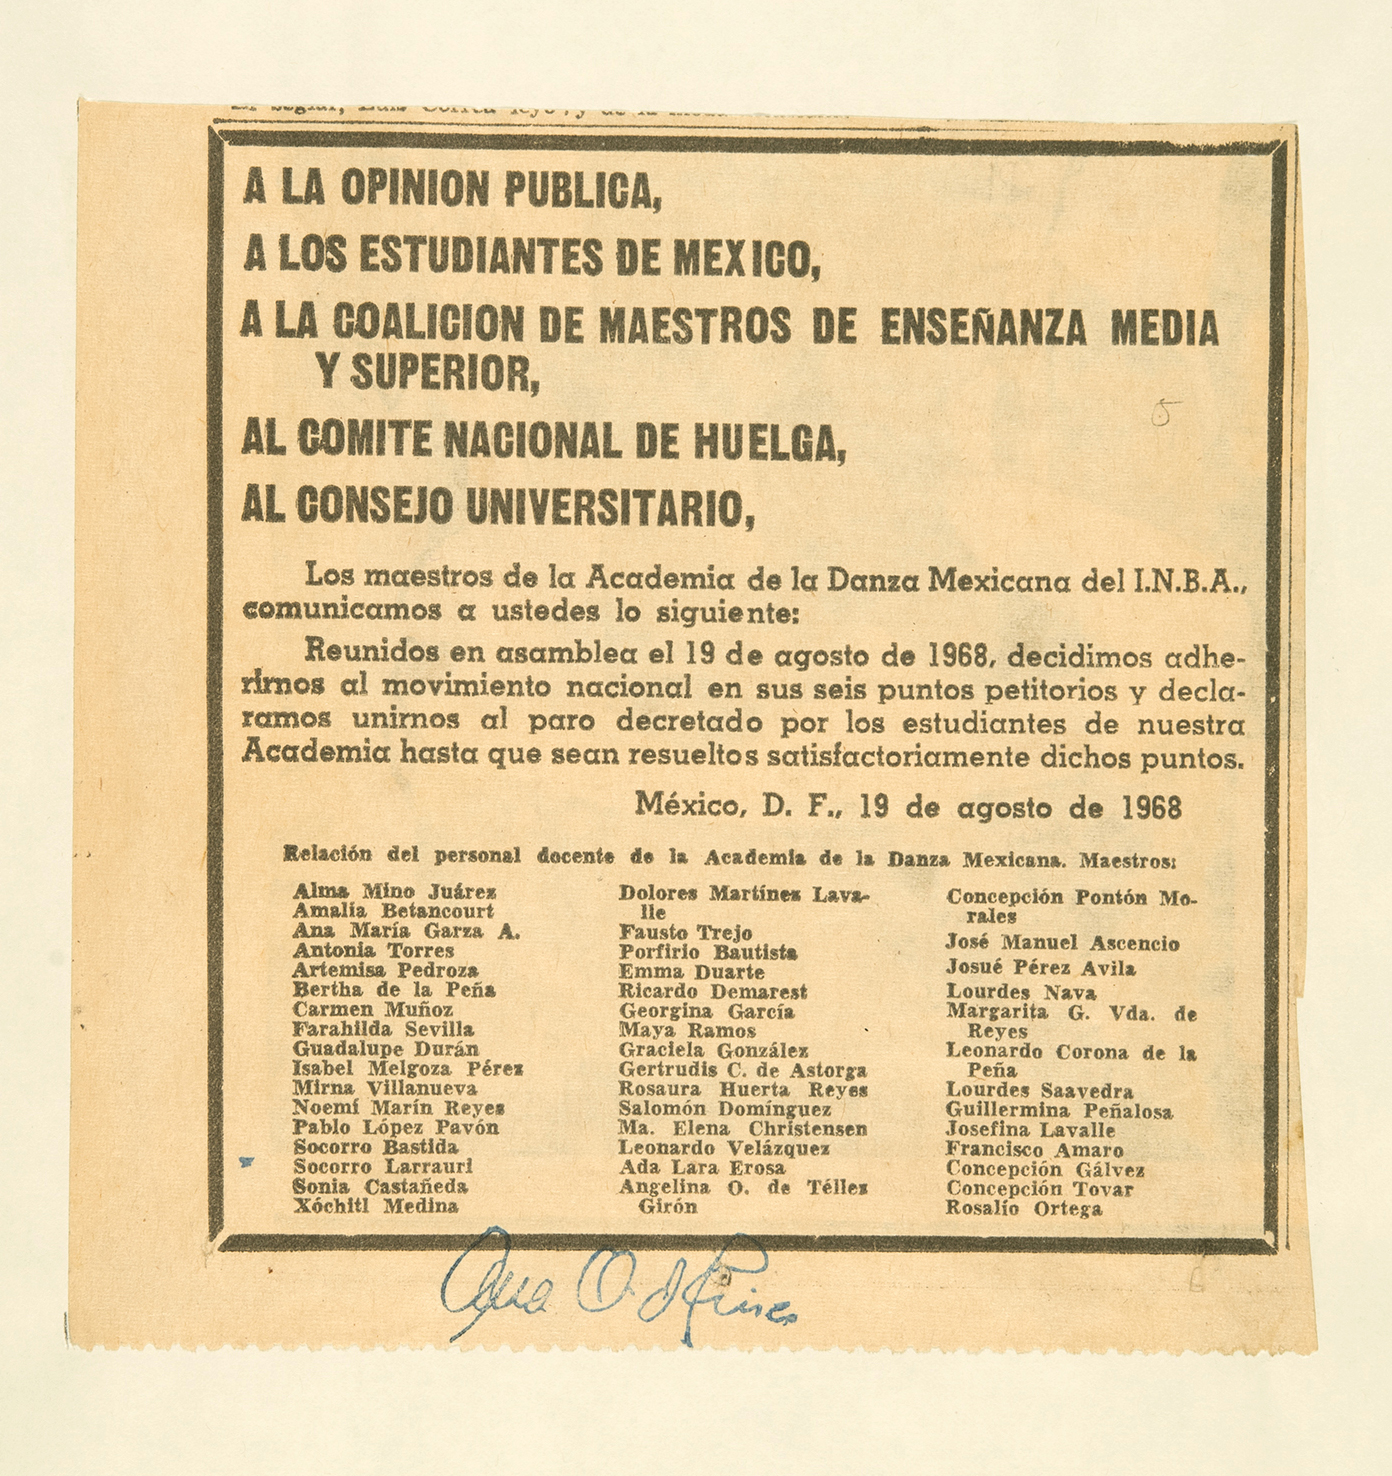 A LA OPINION PUBLICA,
A LOS ESTUDIANTES DE MEXICO,
A LA COALICION DE MAESTROS DE ENSEÑANZA MEDIA
Y SUPERIOR,
AL COMITE NACIONAL DE HUELGA,
AL CONSEJO UNIVERSITARIO,
Los maestros de la Academia de la Danza Mexicana del I.N.B.A.,
comunicamos a ustedes lo siguiente:
Reunidos en asamblea el 19 de agosto de 1968, decidimos adhe-
rirnos al movimiento nacional en sus seis puntos petitorios y decla-
ramos unirnos al paro decretado por los estudiantes de nuestra
Academia hasta que sean resueltos satisfactoriamente dichos puntos.
México, D. F., 19 de agosto de 1968
Relación del personal docente de la Academia de la Danza Mexicana. Maestros:
Alma Mino Juárez
Amalia Betancourt
Ana María Garza A.
Antonia Torres
Artemisa Pedroza
Bertha de la Peña
Carmen Muñoz
Farahilda Sevilla
Guadalupe Durán
Isabel Melgoza Pérez
Mirna Villanueva
Noemí Marín Reyes
Pablo López Pavón
Socorro Bastida
Socorro Larrauri
Sonia Castañeda
Xóchitl Medina
Dolores Martínez Lava-
lle
Fausto Trejo
Porfirio Bautista
Emma Duarte
Ricardo Demarest
Georgina García
Maya Ramos
Graciela González
Gertrudis C. de Astorga
Rosaura Huerta Reyes
Salomón Domínguez
Ma. Elena Christensen
Leonardo Velázquez
Ada Lara Erosa
Angelina O. de Téllez
Girón
Concepción Pontón Mo-
rales
José Manuel Ascencio
Josué Pérez Avila
Lourdes Nava
Margarita G. Vda. de
Reyes
Leonardo Corona de la
Peña
Lourdes Saavedra
Guillermina Peñalosa
Josefina Lavalle
Francisco Amaro
Concepción Gálvez
Concepción Tovar
Rosalío Ortega